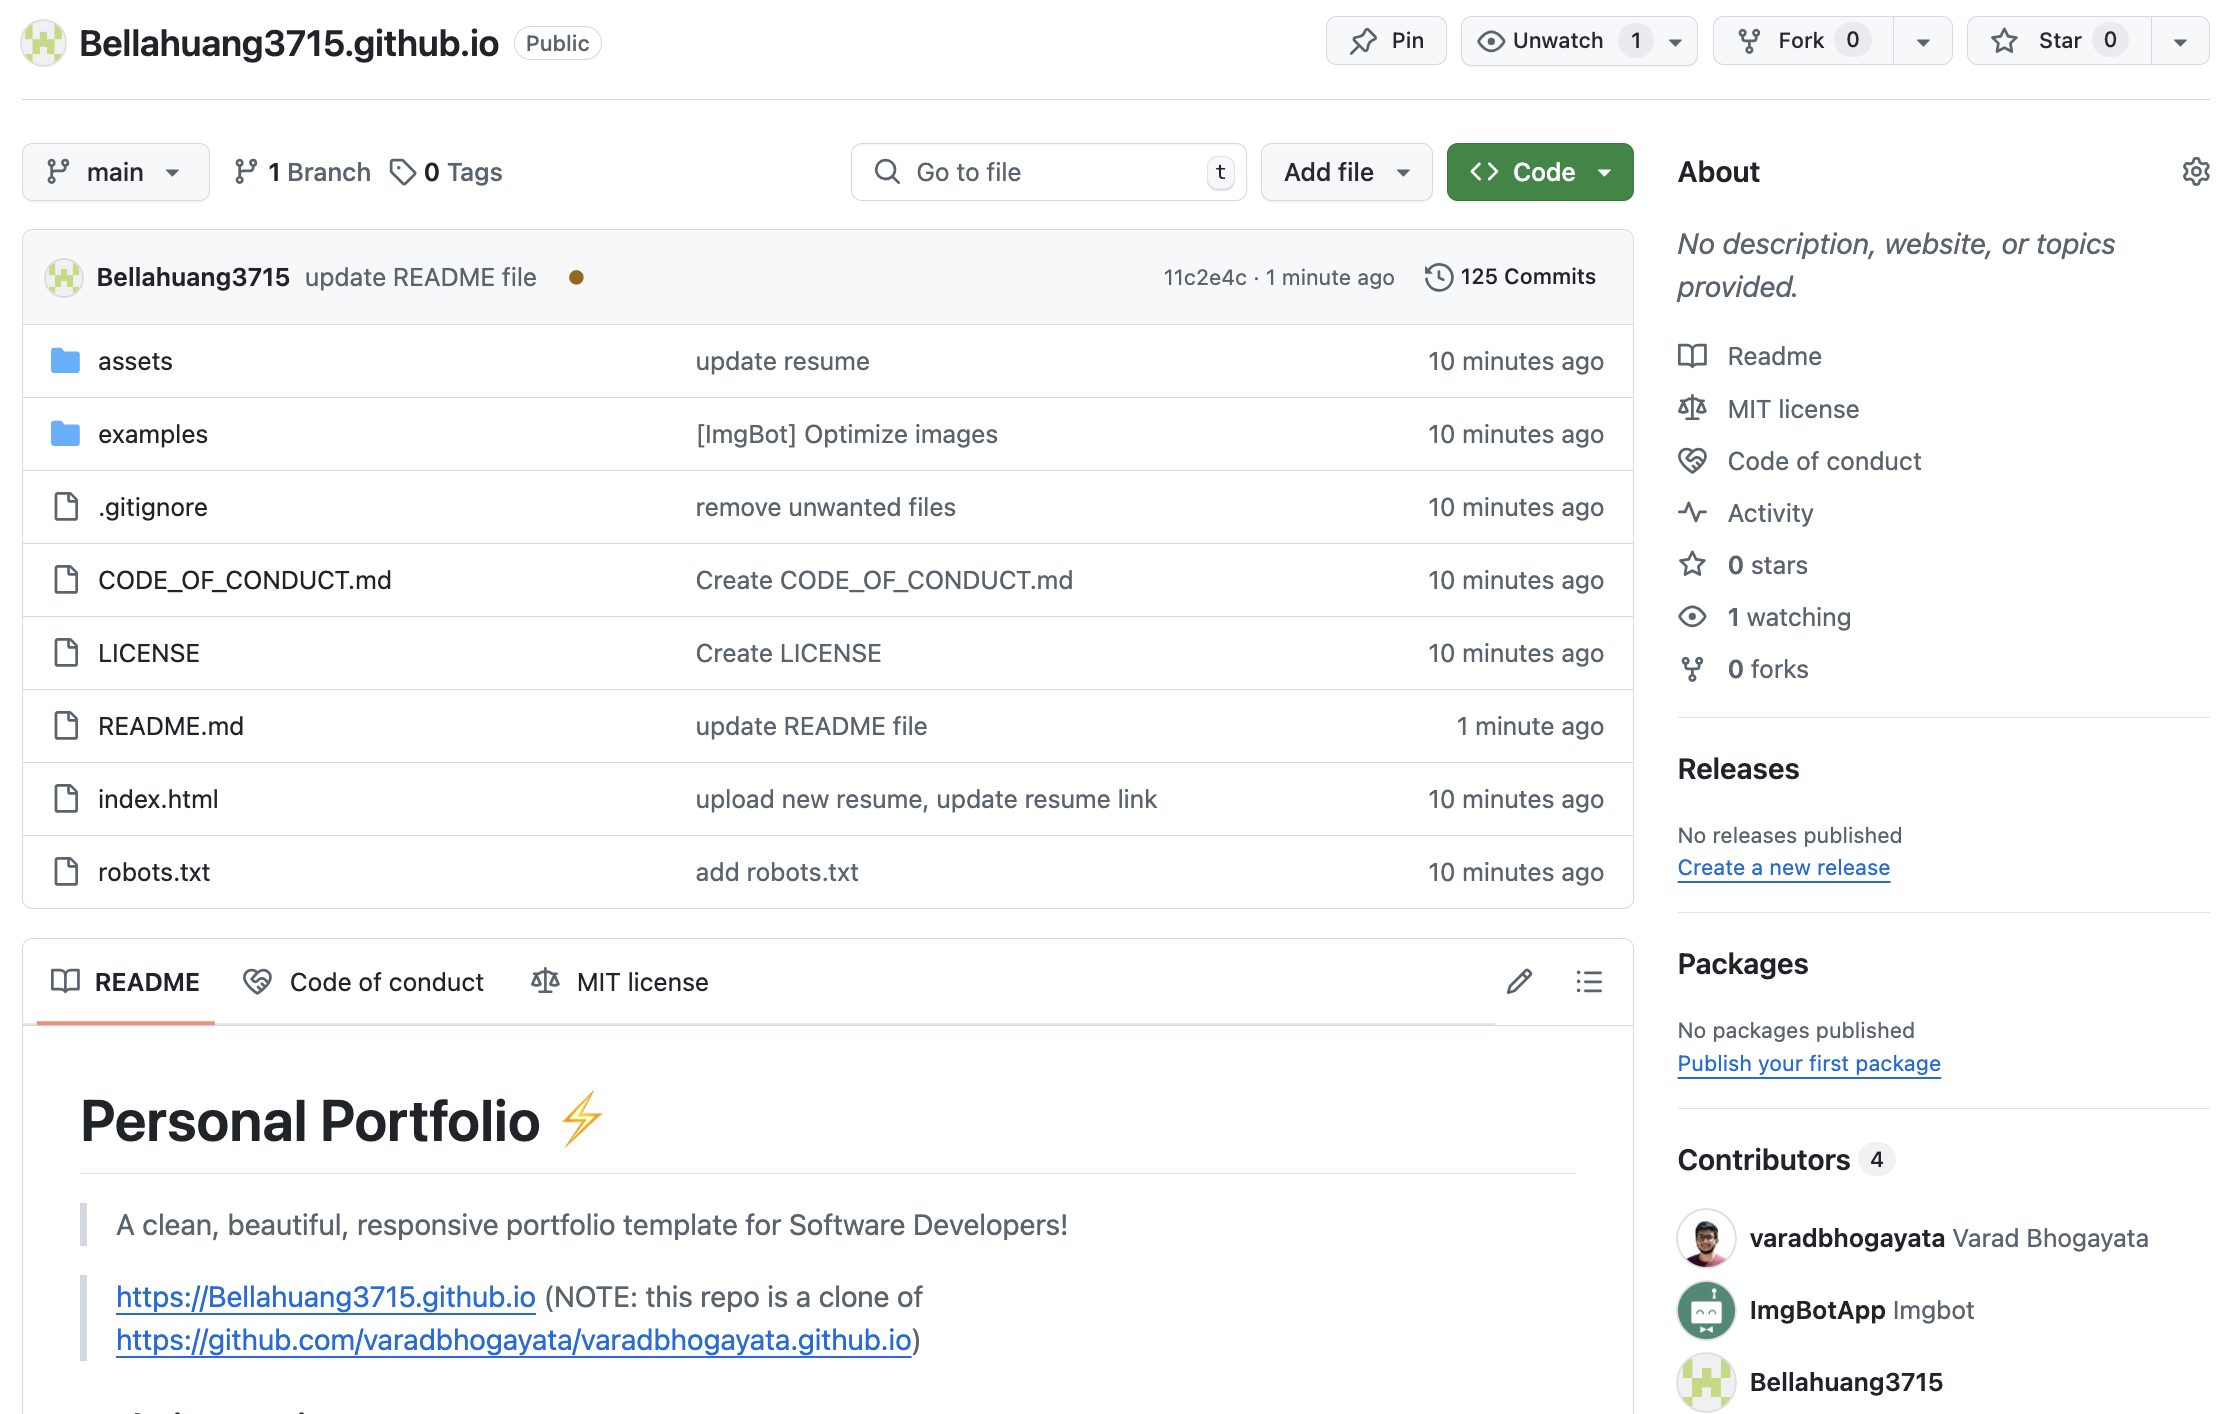 Bellahuang3715.github.io Public Pin Unwatch 1 Fork 0 Star 0
main 1 Branch 0 Tags Go to file t Add file Code
Bellahuang3715 update README file 11c2e4c · 1 minute ago 125 Commits
assets update resume 10 minutes ago
examples [ImgBot] Optimize images 10 minutes ago
.gitignore remove unwanted files 10 minutes ago
CODE_OF_CONDUCT.md Create CODE_OF_CONDUCT.md 10 minutes ago
LICENSE Create LICENSE 10 minutes ago
README.md update README file 1 minute ago
index.html upload new resume, update resume link 10 minutes ago
robots.txt add robots.txt 10 minutes ago
README Code of conduct MIT license
Personal Portfolio ⚡
A clean, beautiful, responsive portfolio template for Software Developers!
https://Bellahuang3715.github.io (NOTE: this repo is a clone of
https://github.com/varadbhogayata/varadbhogayata.github.io)
About
No description, website, or topics
provided.
Readme
MIT license
Code of conduct
Activity
0 stars
1 watching
0 forks
Releases
No releases published
Create a new release
Packages
No packages published
Publish your first package
Contributors 4
varadbhogayata Varad Bhogayata
ImgBotApp Imgbot
Bellahuang3715